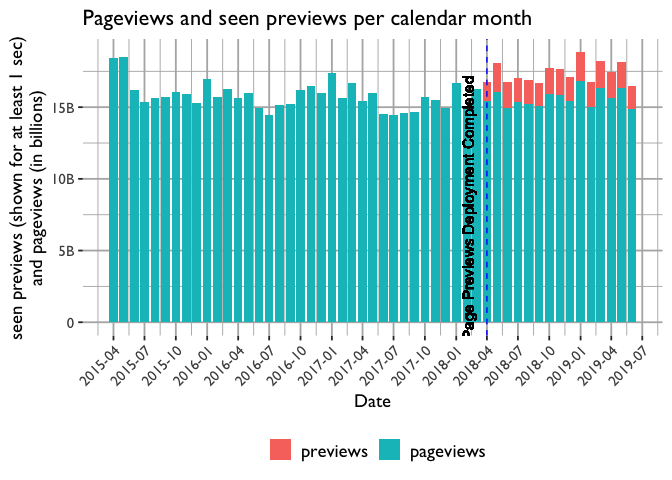 Pageviews and seen previews per calendar month
seen previews (shown for at least 1 sec)
and pageviews (in billions)
15B
10B
5B
0
Page Previews Deployment Completed
2015-04
2015-07
2015-10
2016-01
2016-04
2016-07
2016-10
2017-01
2017-04
2017-07
2017-10
2018-01
2018-04
2018-07
2018-10
2019-01
2019-04
2019-07
Date
previews
pageviews